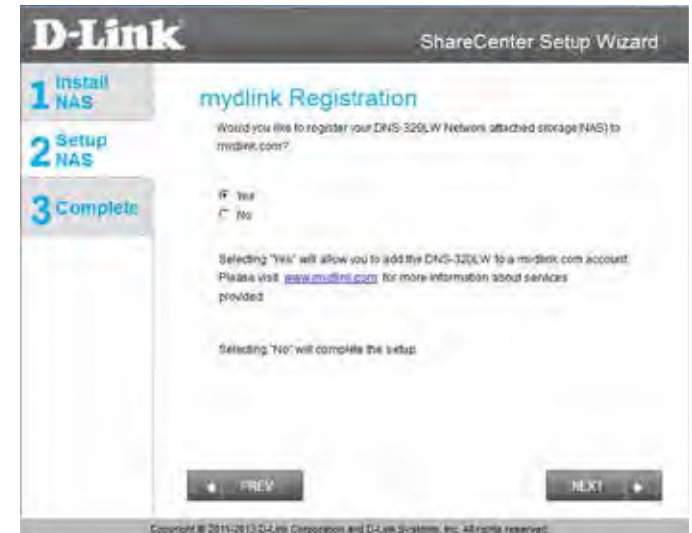 D-Link
ShareCenter Setup Wizard
1 Install NAS
2 Setup NAS
3 Complete
mydlink Registration
Would you like to register your DNS-320LW Network attached storage(NAS) to
mydlink.com?
Yes
No
Selecting "Yes" will allow you to add the DNS-320LW to a mydlink.com account.
Please visit www.mydlink.com for more information about services
provided.
Selecting "No" will complete the setup.
PREV
NEXT
Copyright © 2011-2013 D-Link Corporation and D-Link Systems, Inc. All rights reserved.